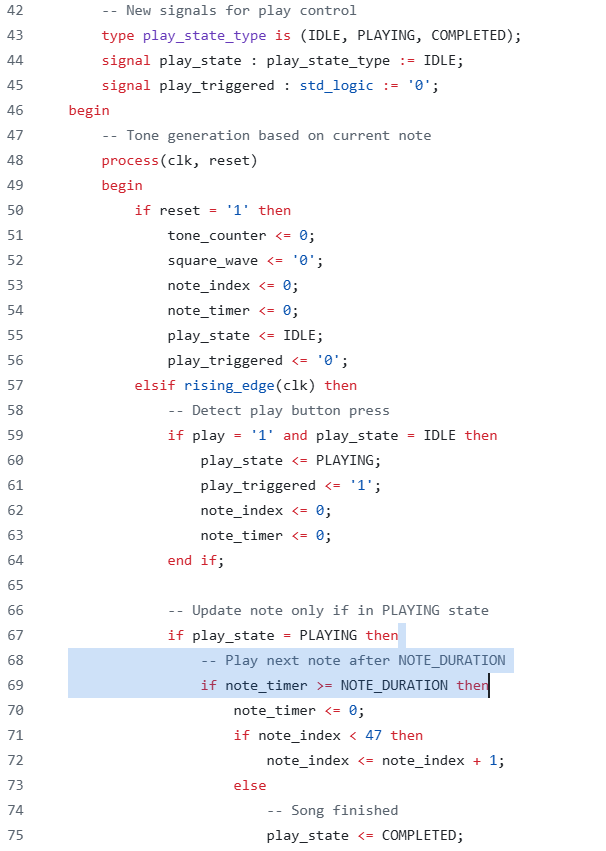 42 -- New signals for play control
43 type play_state_type is (IDLE, PLAYING, COMPLETED);
44 signal play_state : play_state_type := IDLE;
45 signal play_triggered : std_logic := '0';
46 begin
47 -- Tone generation based on current note
48 process(clk, reset)
49 begin
50 if reset = '1' then
51 tone_counter <= 0;
52 square_wave <= '0';
53 note_index <= 0;
54 note_timer <= 0;
55 play_state <= IDLE;
56 play_triggered <= '0';
57 elsif rising_edge(clk) then
58 -- Detect play button press
59 if play = '1' and play_state = IDLE then
60 play_state <= PLAYING;
61 play_triggered <= '1';
62 note_index <= 0;
63 note_timer <= 0;
64 end if;
65
66 -- Update note only if in PLAYING state
67 if play_state = PLAYING then
68 -- Play next note after NOTE_DURATION
69 if note_timer >= NOTE_DURATION then
70 note_timer <= 0;
71 if note_index < 47 then
72 note_index <= note_index + 1;
73 else
74 -- Song finished
75 play_state <= COMPLETED;